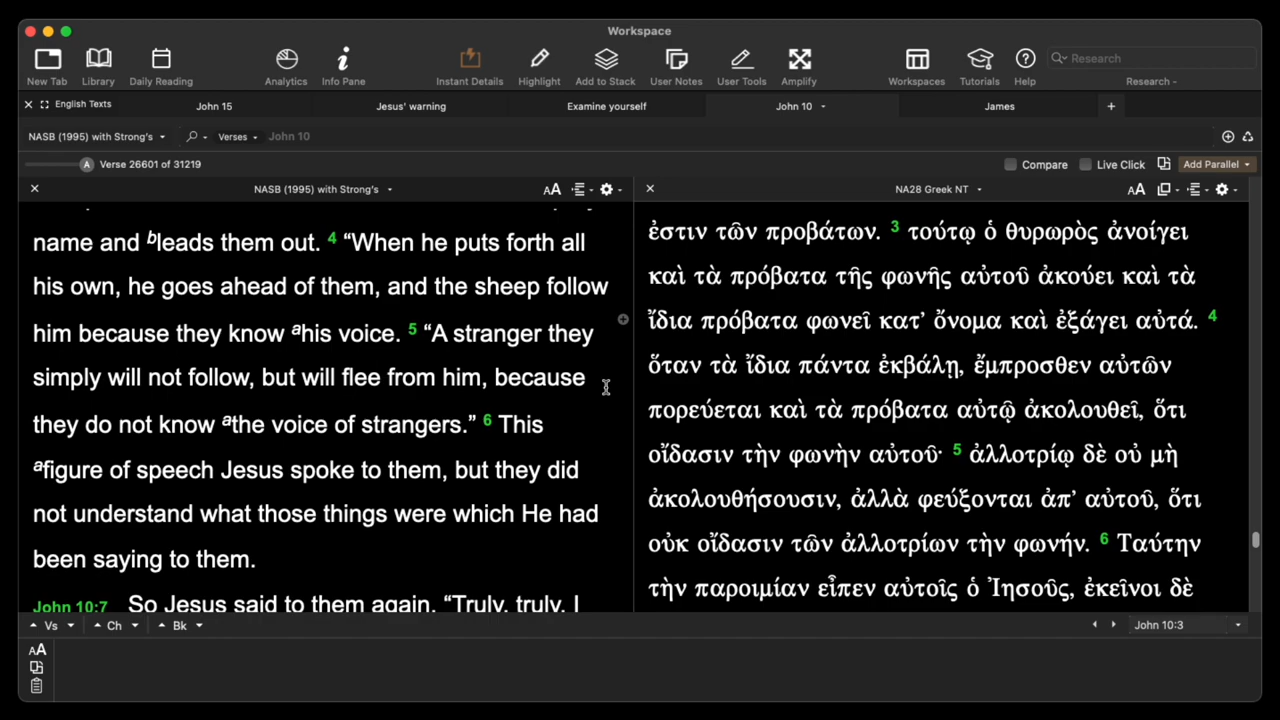 Workspace
New Tab Library Daily Reading Analytics Info Pane Instant Details Highlight Add to Stack User Notes User Tools Amplify Workspaces Tutorials Help Research
Research
English Texts John 15 Jesus' warning Examine yourself John 10 James +
NASB (1995) with Strong's Verses John 10
A Verse 26601 of 31219 Compare Live Click Add Parallel
NASB (1995) with Strong's AA
name and bleads them out. 4 “When he puts forth all
his own, he goes ahead of them, and the sheep follow
him because they know ahis voice. 5 “A stranger they
simply will not follow, but will flee from him, because
they do not know athe voice of strangers.” 6 This
afigure of speech Jesus spoke to them, but they did
not understand what those things were which He had
been saying to them.
John 10:7 So Jesus said to them again, “Truly, truly, I
NA28 Greek NT AA
ἐστιν τῶν προβάτων. 3 τούτῳ ὁ θυρωρὸς ἀνοίγει
καὶ τὰ πρόβατα τῆς φωνῆς αὐτοῦ ἀκούει καὶ τὰ
ἴδια πρόβατα φωνεῖ κατ’ ὄνομα καὶ ἐξάγει αὐτά. 4
ὅταν τὰ ἴδια πάντα ἐκβάλῃ, ἔμπροσθεν αὐτῶν
πορεύεται καὶ τὰ πρόβατα αὐτῷ ἀκολουθεῖ, ὅτι
οἴδασιν τὴν φωνὴν αὐτοῦ· 5 ἀλλοτρίῳ δὲ οὐ μὴ
ἀκολουθήσουσιν, ἀλλὰ φεύξονται ἀπ’ αὐτοῦ, ὅτι
οὐκ οἴδασιν τῶν ἀλλοτρίων τὴν φωνήν. 6 Ταύτην
τὴν παροιμίαν εἶπεν αὐτοῖς ὁ Ἰησοῦς, ἐκεῖνοι δὲ
Vs Ch Bk John 10:3
AA